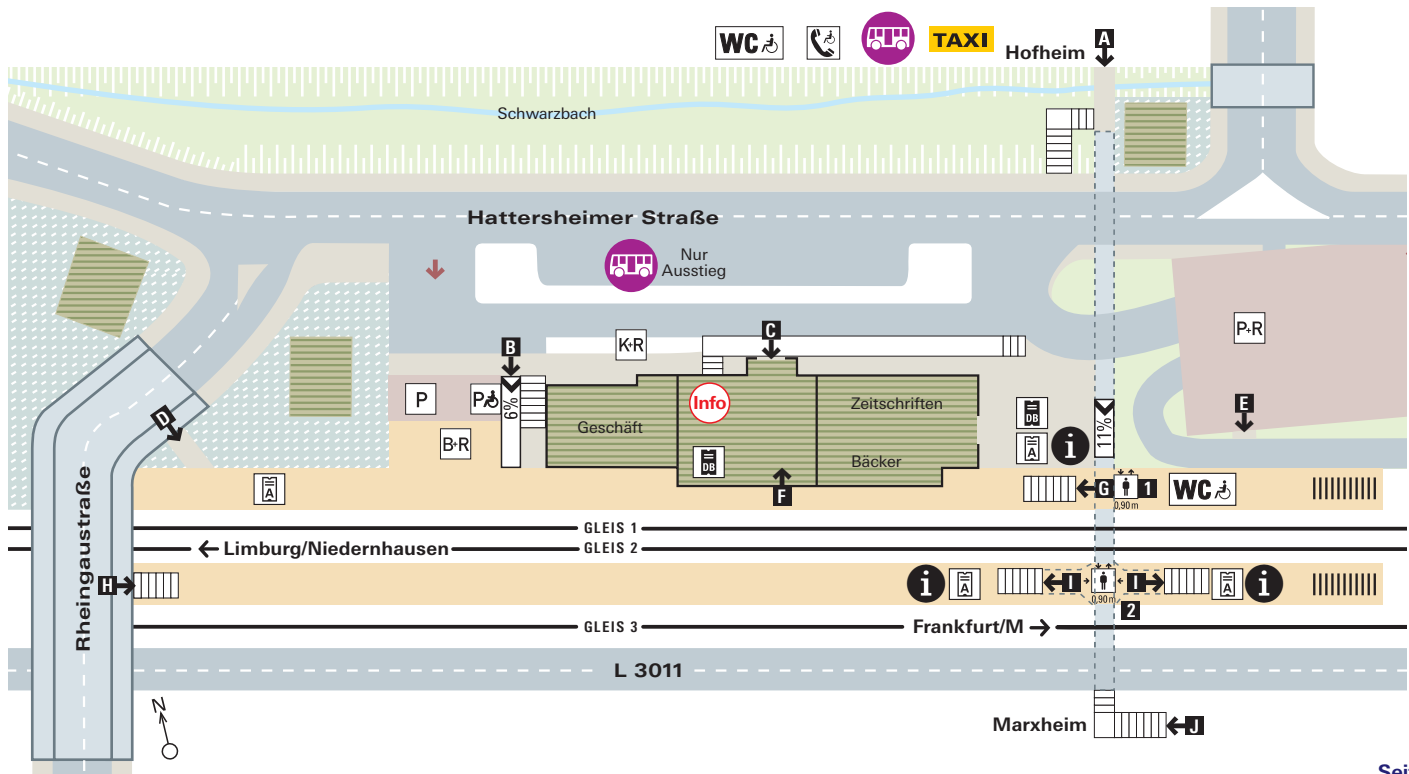 WC
TAXI
A
Hofheim
Schwarzbach
Hattersheimer Straße
Nur
Ausstieg
P+R
C
K+R
B
P
P
6%
Info
Geschäft
Zeitschriften
DB
A
i
11%
E
D
B+R
DB
Bäcker
F
A
G
1
WC
0,90 m
GLEIS 1
Limburg/Niedernhausen
GLEIS 2
Rheingaustraße
H
i
A
I
I
A
i
0,90 m
2
GLEIS 3
Frankfurt/M
L 3011
N
Marxheim
J
Seit